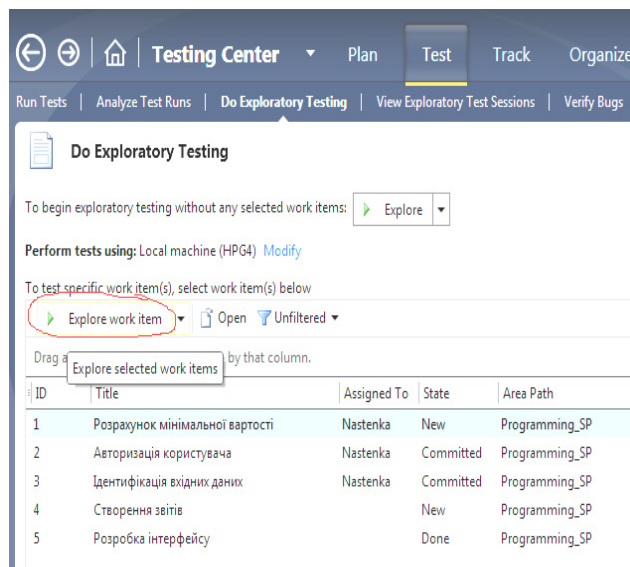 Testing Center Plan Test Track Organize
Run Tests | Analyze Test Runs | Do Exploratory Testing | View Exploratory Test Sessions | Verify Bugs
Do Exploratory Testing
To begin exploratory testing without any selected work items: Explore
Perform tests using: Local machine (HPG4) Modify
To test specific work item(s), select work item(s) below
Explore work item Open Unfiltered
Drag a by that column.
Explore selected work items
ID Title Assigned To State Area Path
1 Розрахунок мінімальної вартості Nastenka New Programming_SP
2 Авторизація користувача Nastenka Committed Programming_SP
3 Ідентифікація вхідних даних Nastenka Committed Programming_SP
4 Створення звітів New Programming_SP
5 Розробка інтерфейсу Done Programming_SP